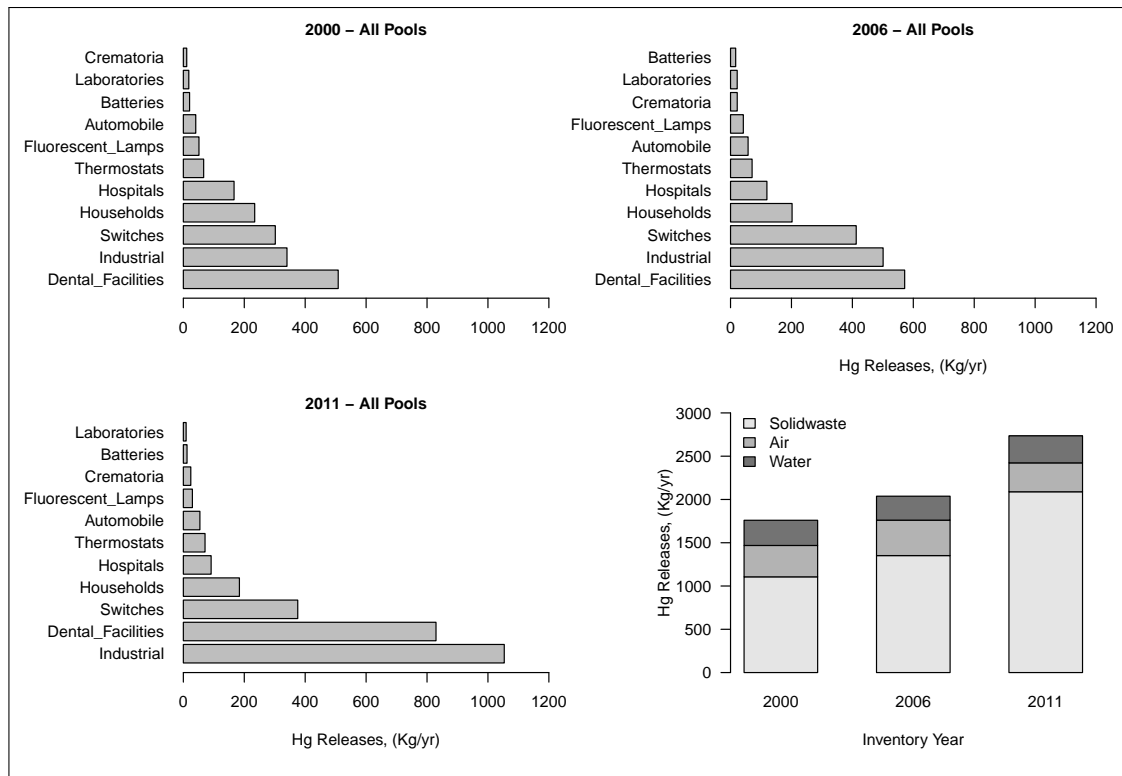 2000 − All Pools
Crematoria
Laboratories
Batteries
Automobile
Fluorescent_Lamps
Thermostats
Hospitals
Households
Switches
Industrial
Dental_Facilities
0 200 400 600 800 1000 1200
2006 − All Pools
Batteries
Laboratories
Crematoria
Fluorescent_Lamps
Automobile
Thermostats
Hospitals
Households
Switches
Industrial
Dental_Facilities
0 200 400 600 800 1000 1200
Hg Releases, (Kg/yr)
2011 − All Pools
Laboratories
Batteries
Crematoria
Fluorescent_Lamps
Automobile
Thermostats
Hospitals
Households
Switches
Dental_Facilities
Industrial
0 200 400 600 800 1000 1200
Hg Releases, (Kg/yr)
Hg Releases, (Kg/yr)
3000
2500
2000
1500
1000
500
0
Solidwaste
Air
Water
2000 2006 2011
Inventory Year